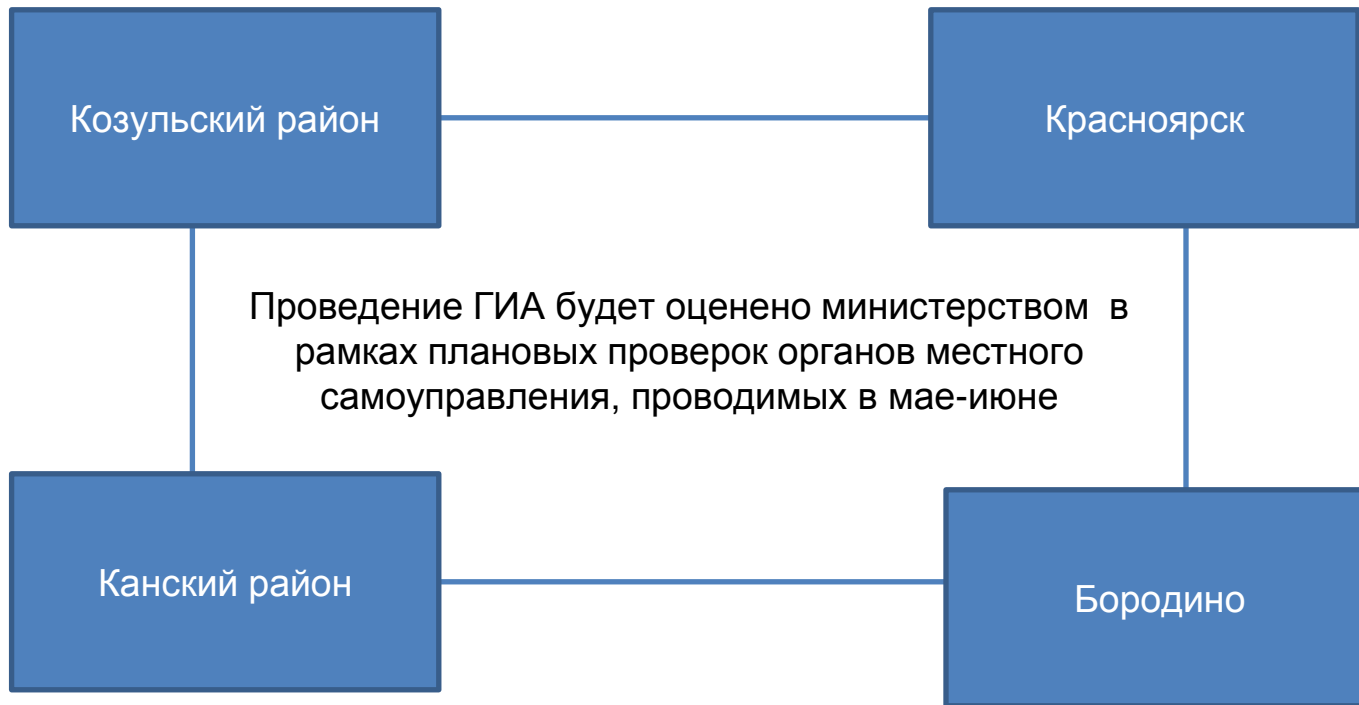 Козульский район
Красноярск
Проведение ГИА будет оценено министерством в
рамках плановых проверок органов местного
самоуправления, проводимых в мае-июне
Канский район
Бородино